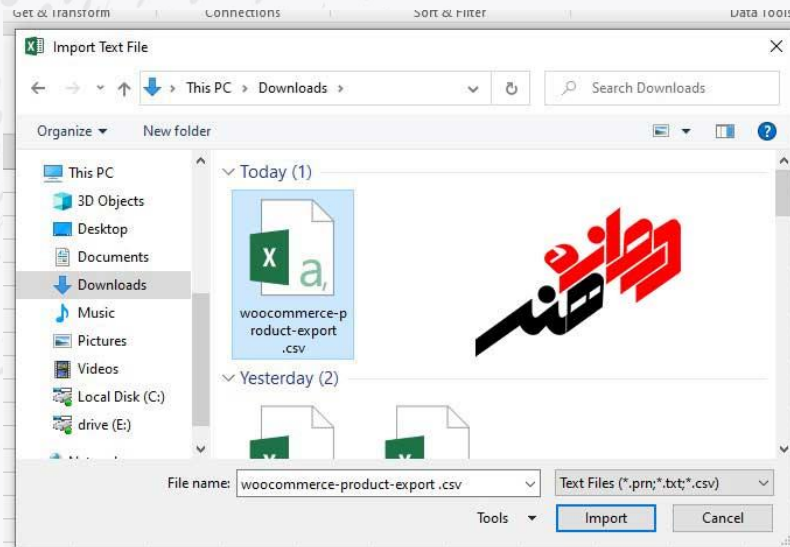 Get & Transform
Connections
Sort & Filter
Data Tools
Import Text File
This PC
Downloads
Search Downloads
Organize
New folder
This PC
3D Objects
Desktop
Documents
Downloads
Music
Pictures
Videos
Local Disk (C:)
drive (E:)
Today (1)
X
a,
woocommerce-p
roduct-export
.csv
دروازه
هنر
Yesterday (2)
File name:
woocommerce-product-export .csv
Text Files (*.prn;*.txt;*.csv)
Tools
Import
Cancel